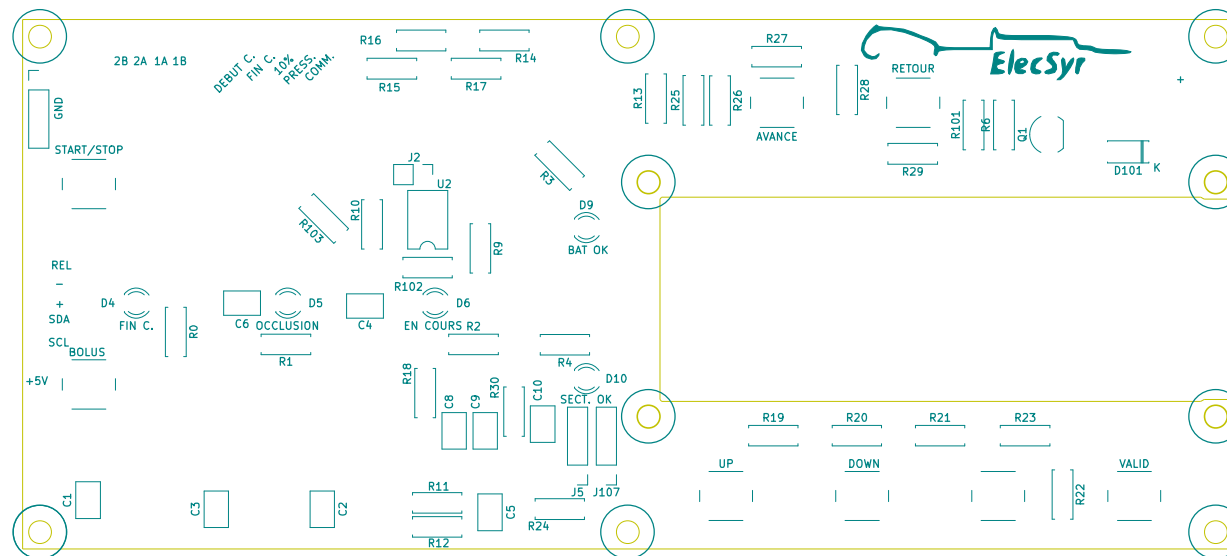 R16
R14
R15
R17
2B 2A 1A 1B
DEBUT C.
FIN C.
10%
PRESS.
COMM.
R27
RETOUR
ElecSyr
+
GND
R13
R25
R26
R28
AVANCE
R101
R6
Q1
R29
D101
K
START/STOP
J2
U2
R3
R103
R10
R9
D9
BAT OK
R102
REL
-
+
SDA
SCL
D4
FIN C.
R0
C6
D5
OCCLUSION
C4
D6
EN COURS
R2
BOLUS
R1
R4
+5V
R18
C8
C9
R30
C10
D10
SECT. OK
R19
R20
R21
R23
UP
DOWN
VALID
R22
C1
C3
C2
R11
R12
C5
J5
J107
R24